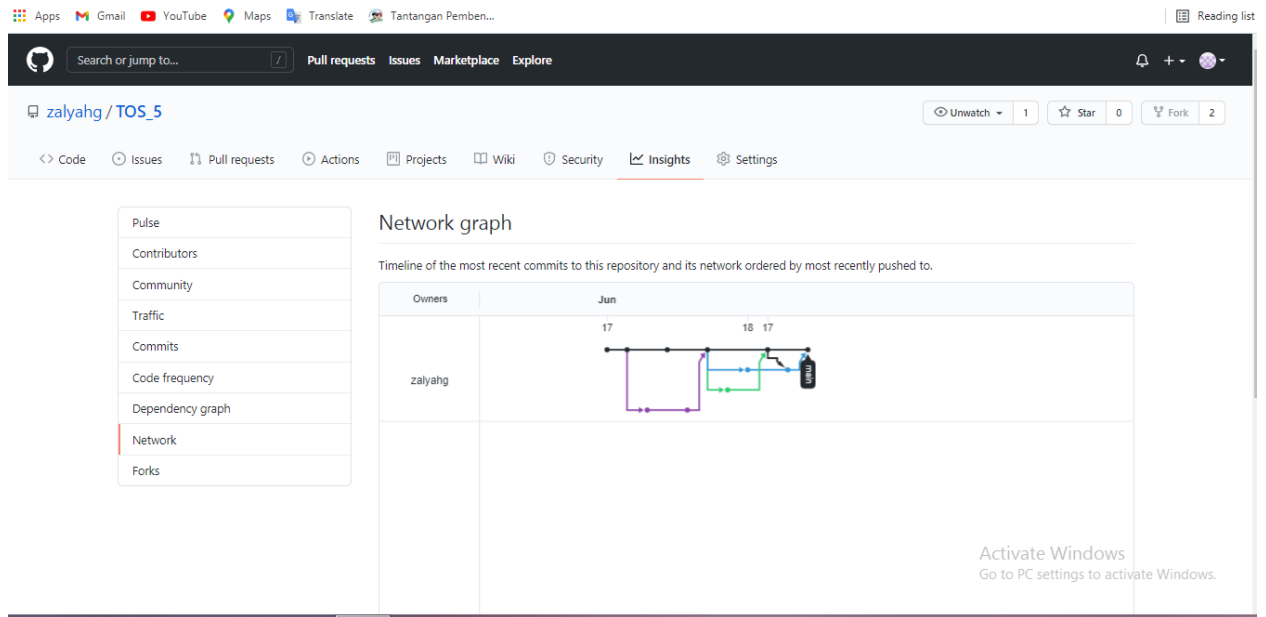 Apps Gmail YouTube Maps Translate Tantangan Pemben... Reading list
Search or jump to... / Pull requests Issues Marketplace Explore
zalyahg / TOS_5 Unwatch 1 Star 0 Fork 2
Code Issues Pull requests Actions Projects Wiki Security Insights Settings
Pulse
Contributors
Community
Traffic
Commits
Code frequency
Dependency graph
Network
Forks
Network graph
Timeline of the most recent commits to this repository and its network ordered by most recently pushed to.
Owners Jun
17 18 17
zalyahg
main
Activate Windows
Go to PC settings to activate Windows.